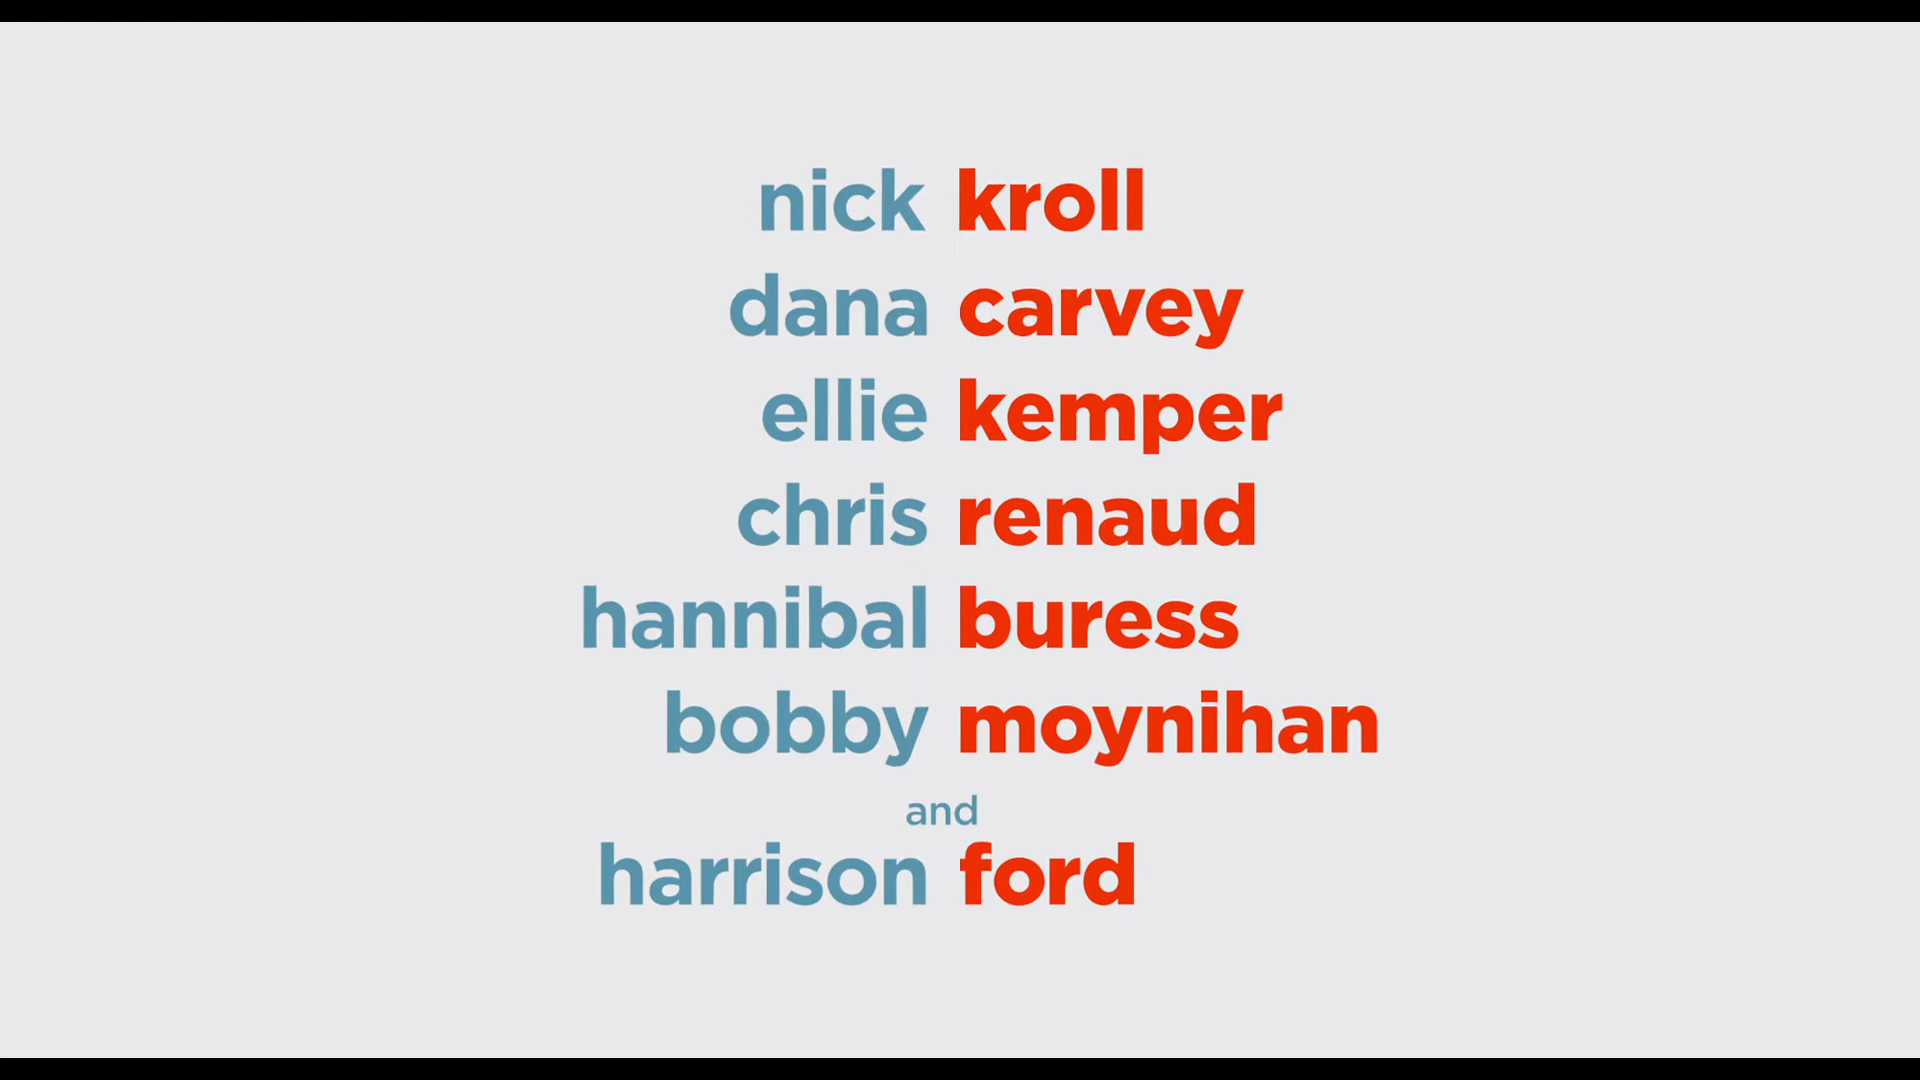 nick kroll
dana carvey
ellie kemper
chris renaud
hannibal buress
bobby moynihan
and
harrison ford